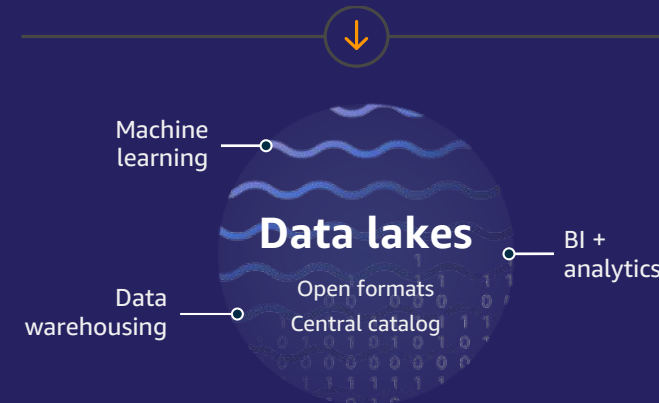 Machine
learning
Data lakes
BI +
analytics
Open formats
Central catalog
Data
warehousing